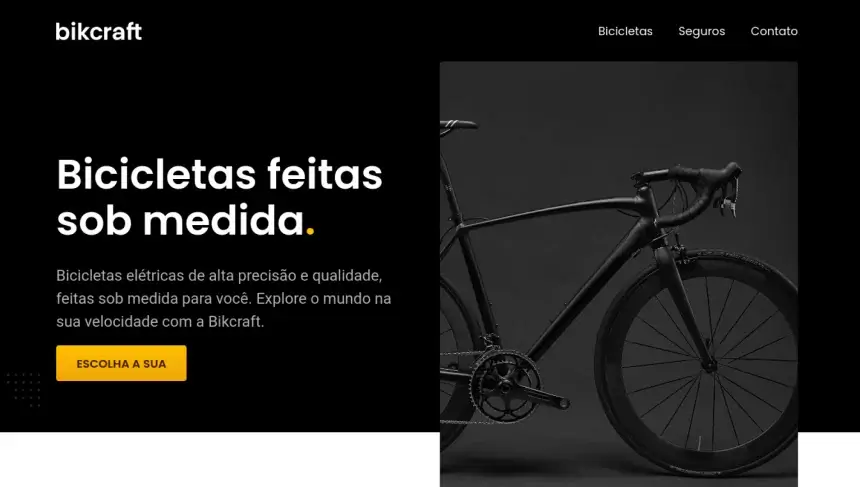 bikcraft
Bicicletas Seguros Contato
Bicicletas feitas
sob medida.
Bicicletas elétricas de alta precisão e qualidade,
feitas sob medida para você. Explore o mundo na
sua velocidade com a Bikcraft.
ESCOLHA A SUA